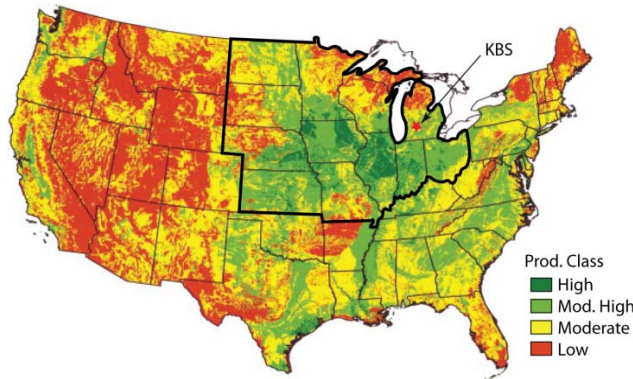 KBS
Prod. Class
High
Mod. High
Moderate
Low